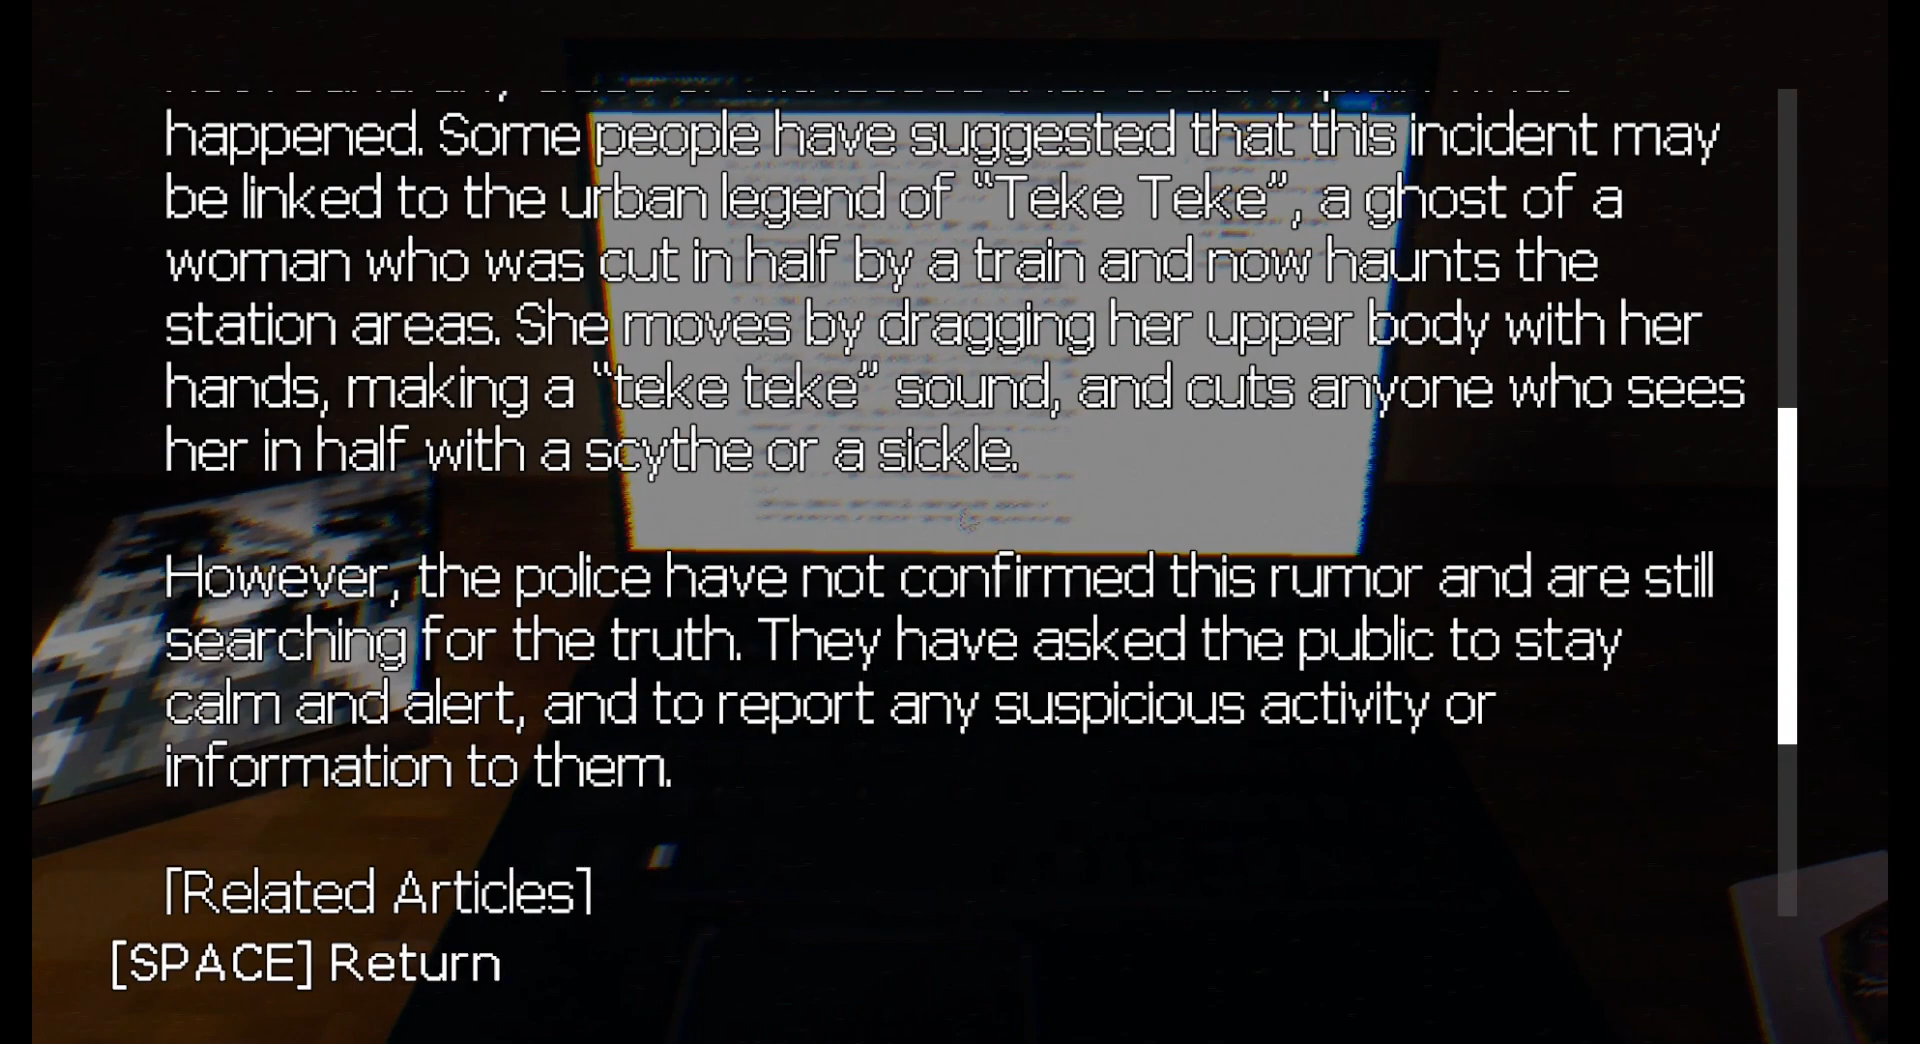 happened. Some people have suggested that this incident may
be linked to the urban legend of “Teke Teke”, a ghost of a
woman who was cut in half by a train and now haunts the
station areas. She moves by dragging her upper body with her
hands, making a “teke teke” sound, and cuts anyone who sees
her in half with a scythe or a sickle.
However, the police have not confirmed this rumor and are still
searching for the truth. They have asked the public to stay
calm and alert, and to report any suspicious activity or
information to them.
[Related Articles]
[SPACE] Return